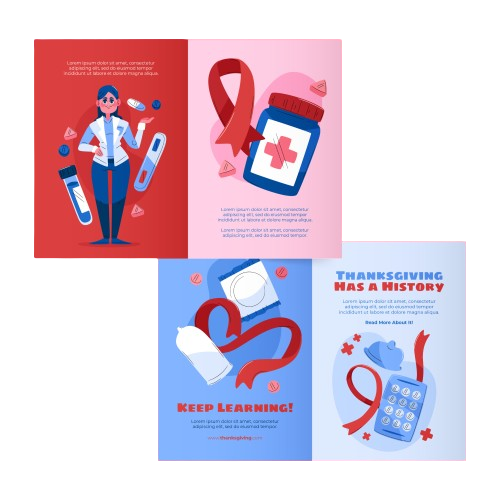 Lorem ipsum dolor sit amet, consectetur
adipiscing elit, sed do eiusmod tempor
incididunt ut labore et dolore magna aliqua.
Lorem ipsum dolor sit amet, consectetur
adipiscing elit, sed do eiusmod tempor
incididunt ut labore et dolore magna aliqua.
Lorem ipsum dolor sit amet, consectetur
adipiscing elit, sed do eiusmod tempor.
Keep Learning!
Lorem ipsum dolor sit amet, consectetur
adipiscing elit, sed do eiusmod tempor.
www.thanksgiving.com
Thanksgiving
Has a History
Lorem ipsum dolor sit amet, consectetur
adipiscing elit, sed do eiusmod tempor
incididunt ut labore et dolore magna aliqua.
Read More About It!